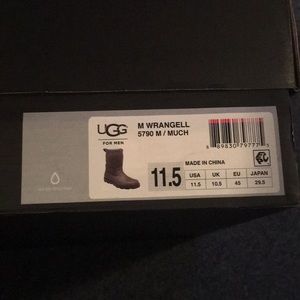 UGG
FOR MEN
M WRANGELL
5790 M / MUCH
MADE IN CHINA
11.5
USA UK EU JAPAN
11.5 10.5 45 29.5